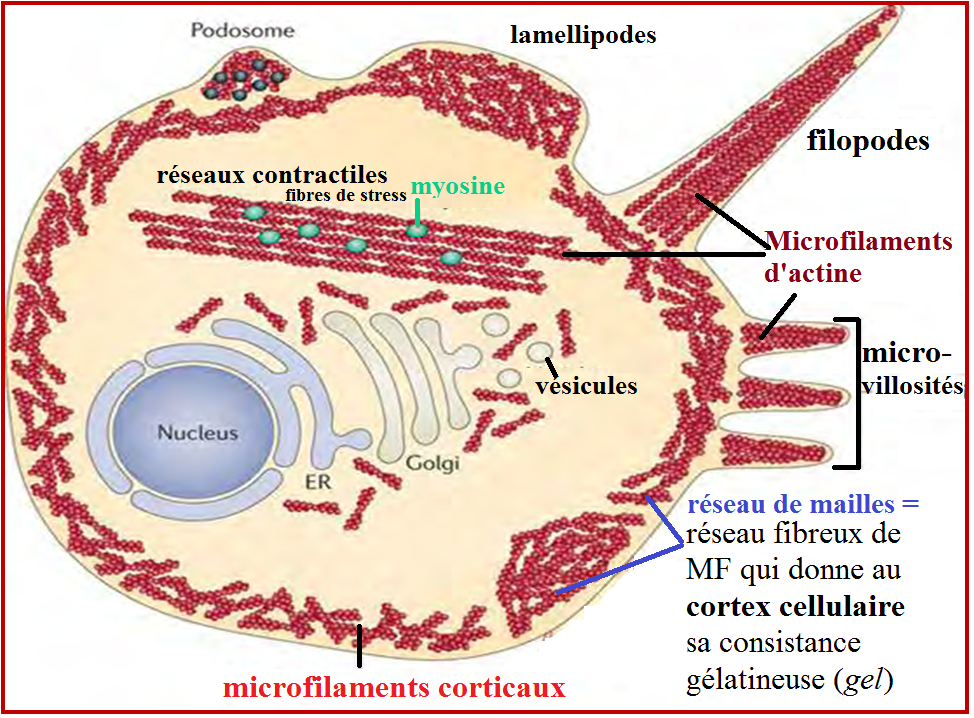 Podosome
lamellipodes
filopodes
réseaux contractiles
fibres de stress
myosine
Microfilaments
d'actine
micro-
villosités
vésicules
Nucleus
Golgi
ER
réseau de mailles =
réseau fibreux de
MF qui donne au
cortex cellulaire
sa consistance
gélatineuse (gel)
microfilaments corticaux